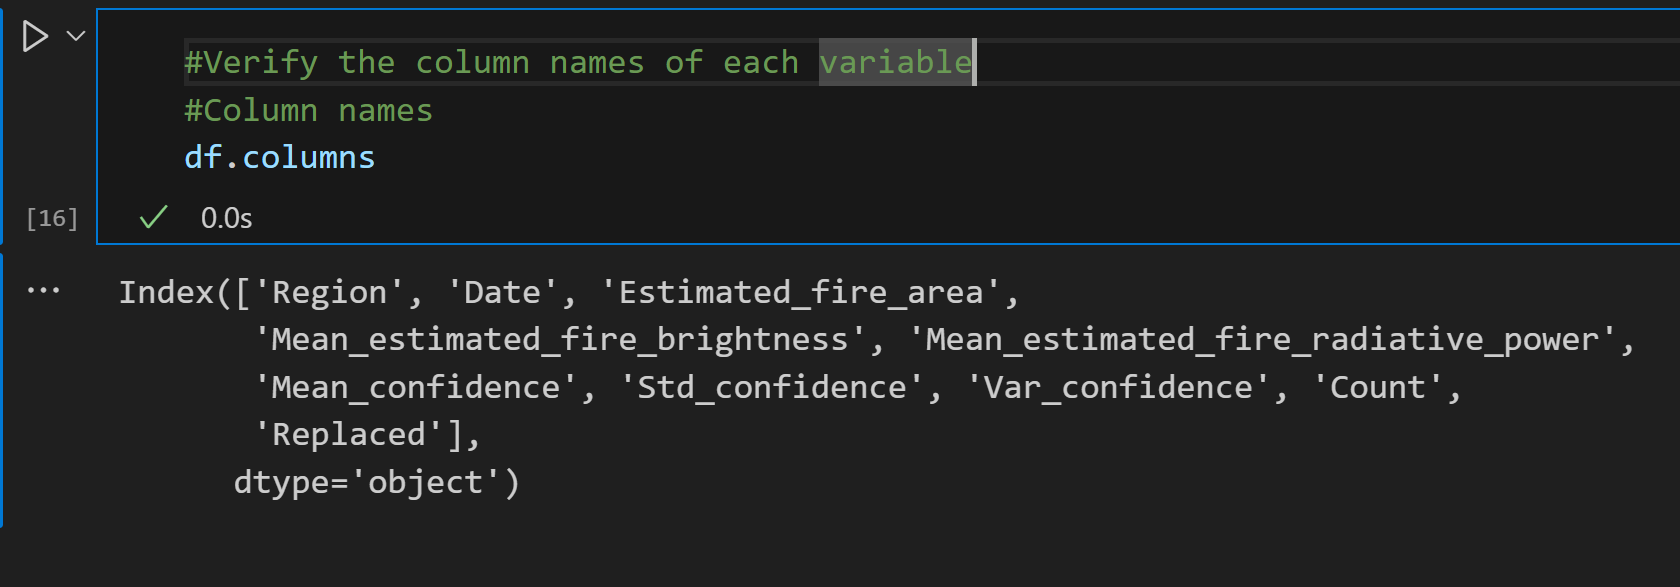 #Verify the column names of each variable
#Column names
df.columns
[16]
0.0s
Index(['Region', 'Date', 'Estimated_fire_area',
'Mean_estimated_fire_brightness', 'Mean_estimated_fire_radiative_power',
'Mean_confidence', 'Std_confidence', 'Var_confidence', 'Count',
'Replaced'],
dtype='object')